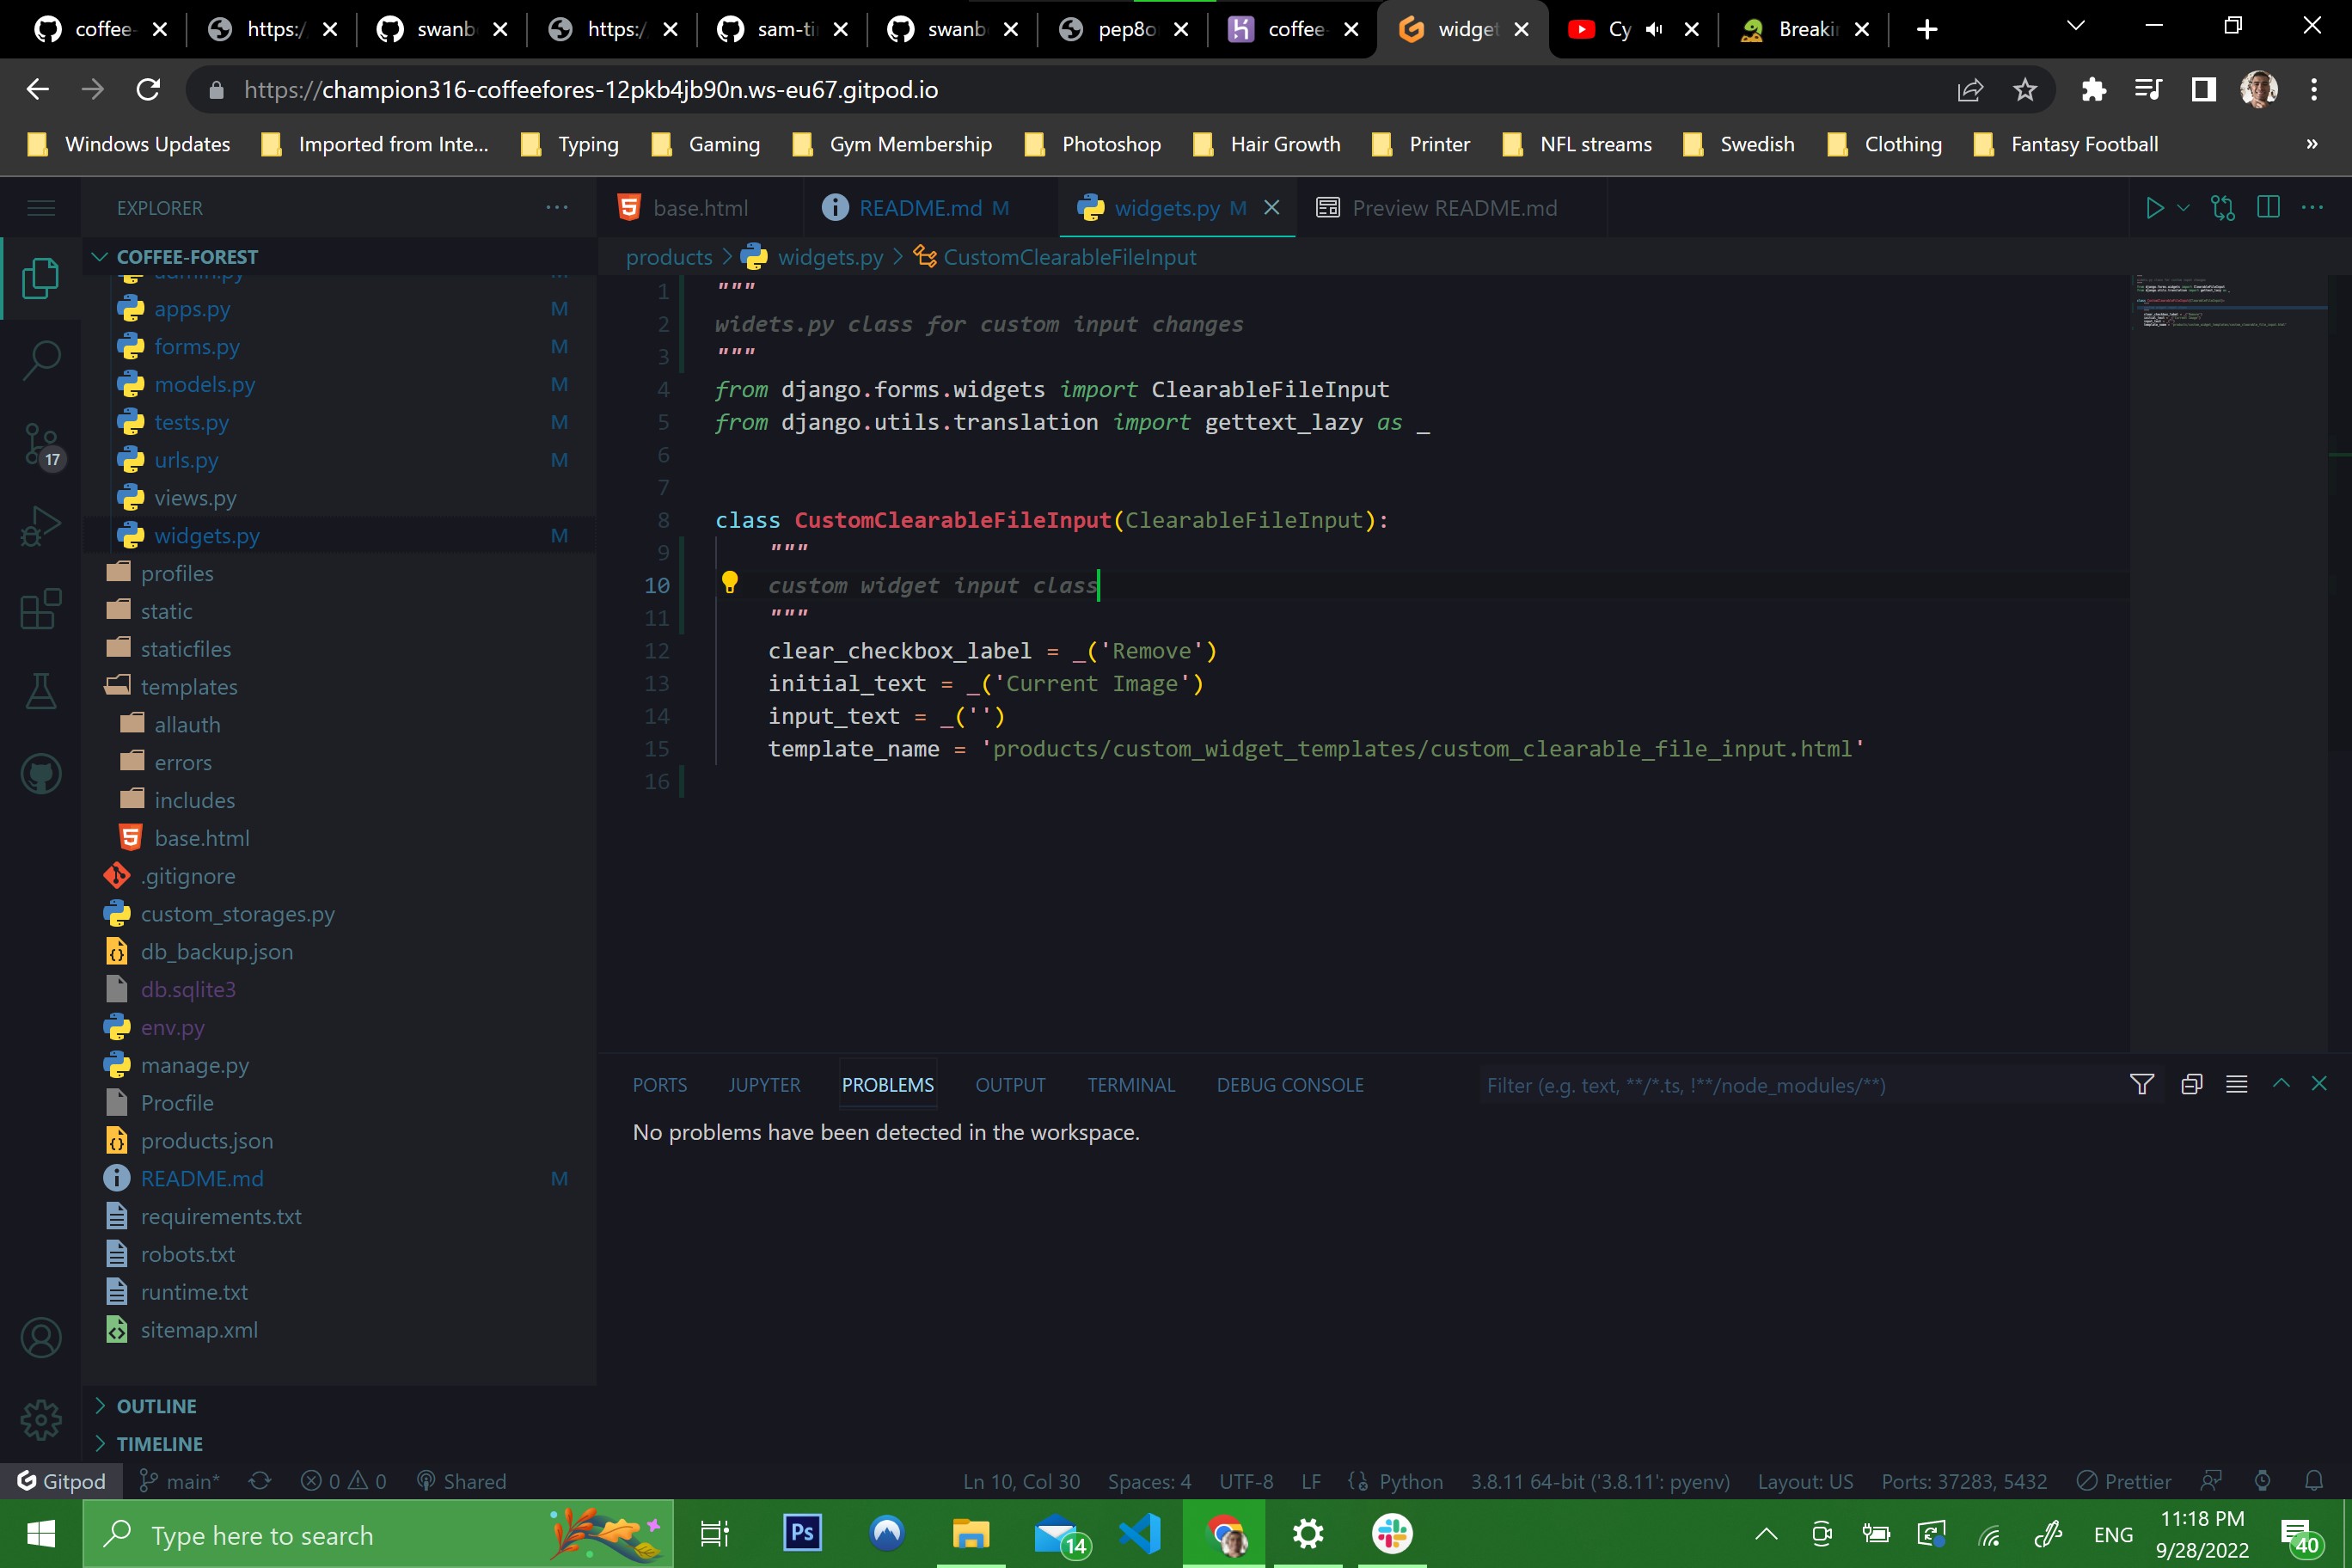 coffee-
https:/
swanb
https:/
sam-ti
swanb
pep8o
coffee-
widget
Cy
Breakin
https://champion316-coffeefores-12pkb4jb90n.ws-eu67.gitpod.io
Windows Updates
Imported from Inte...
Typing
Gaming
Gym Membership
Photoshop
Hair Growth
Printer
NFL streams
Swedish
Clothing
Fantasy Football
»
EXPLORER
base.html
README.md M
widgets.py M
Preview README.md
COFFEE-FOREST
products > widgets.py > CustomClearableFileInput
admin.py M
apps.py M
forms.py M
models.py M
tests.py M
urls.py M
views.py
widgets.py M
profiles
static
staticfiles
templates
allauth
errors
includes
base.html
.gitignore
custom_storages.py
db_backup.json
db.sqlite3
env.py
manage.py
Procfile
products.json
README.md M
requirements.txt
robots.txt
runtime.txt
sitemap.xml
OUTLINE
TIMELINE
17
1 """
2 widets.py class for custom input changes
3 """
4 from django.forms.widgets import ClearableFileInput
5 from django.utils.translation import gettext_lazy as _
6
7
8 class CustomClearableFileInput(ClearableFileInput):
9 """
10 custom widget input class
11 """
12 clear_checkbox_label = _('Remove')
13 initial_text = _('Current Image')
14 input_text = _('')
15 template_name = 'products/custom_widget_templates/custom_clearable_file_input.html'
16
PORTS
JUPYTER
PROBLEMS
OUTPUT
TERMINAL
DEBUG CONSOLE
Filter (e.g. text, **/*.ts, !**/node_modules/**)
No problems have been detected in the workspace.
Gitpod
main*
0 0
Shared
Ln 10, Col 30
Spaces: 4
UTF-8
LF
Python
3.8.11 64-bit ('3.8.11': pyenv)
Layout: US
Ports: 37283, 5432
Prettier
Type here to search
Ps
14
ENG
11:18 PM
9/28/2022
40